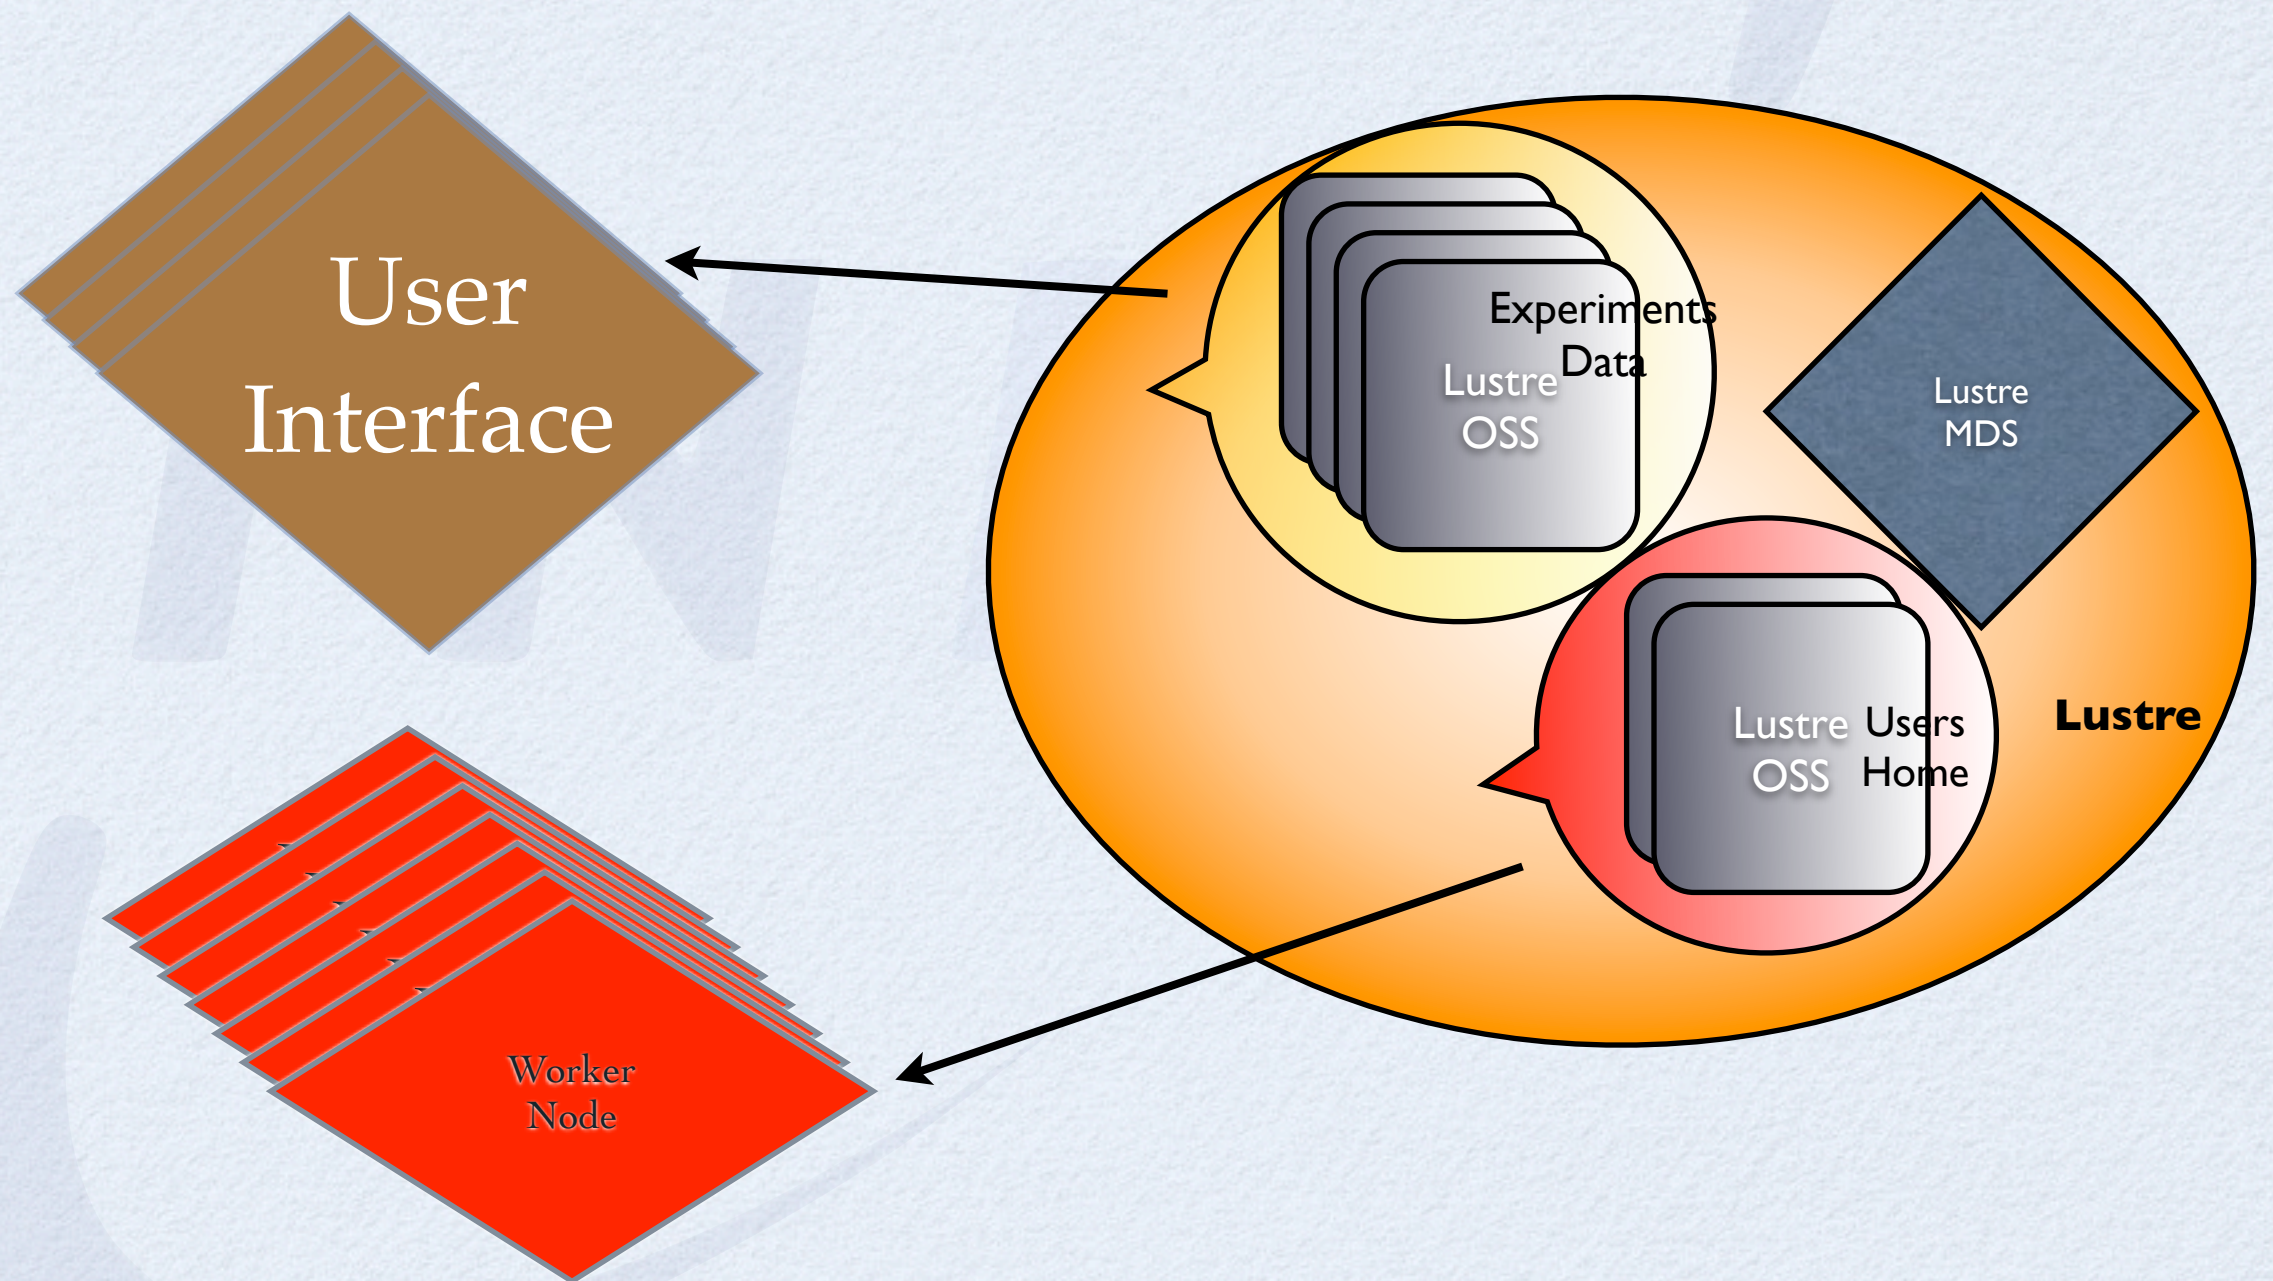 User
Interface
Experiments
Data
Lustre
OSS
Lustre
MDS
Lustre
OSS
Users
Home
Lustre
Worker
Node